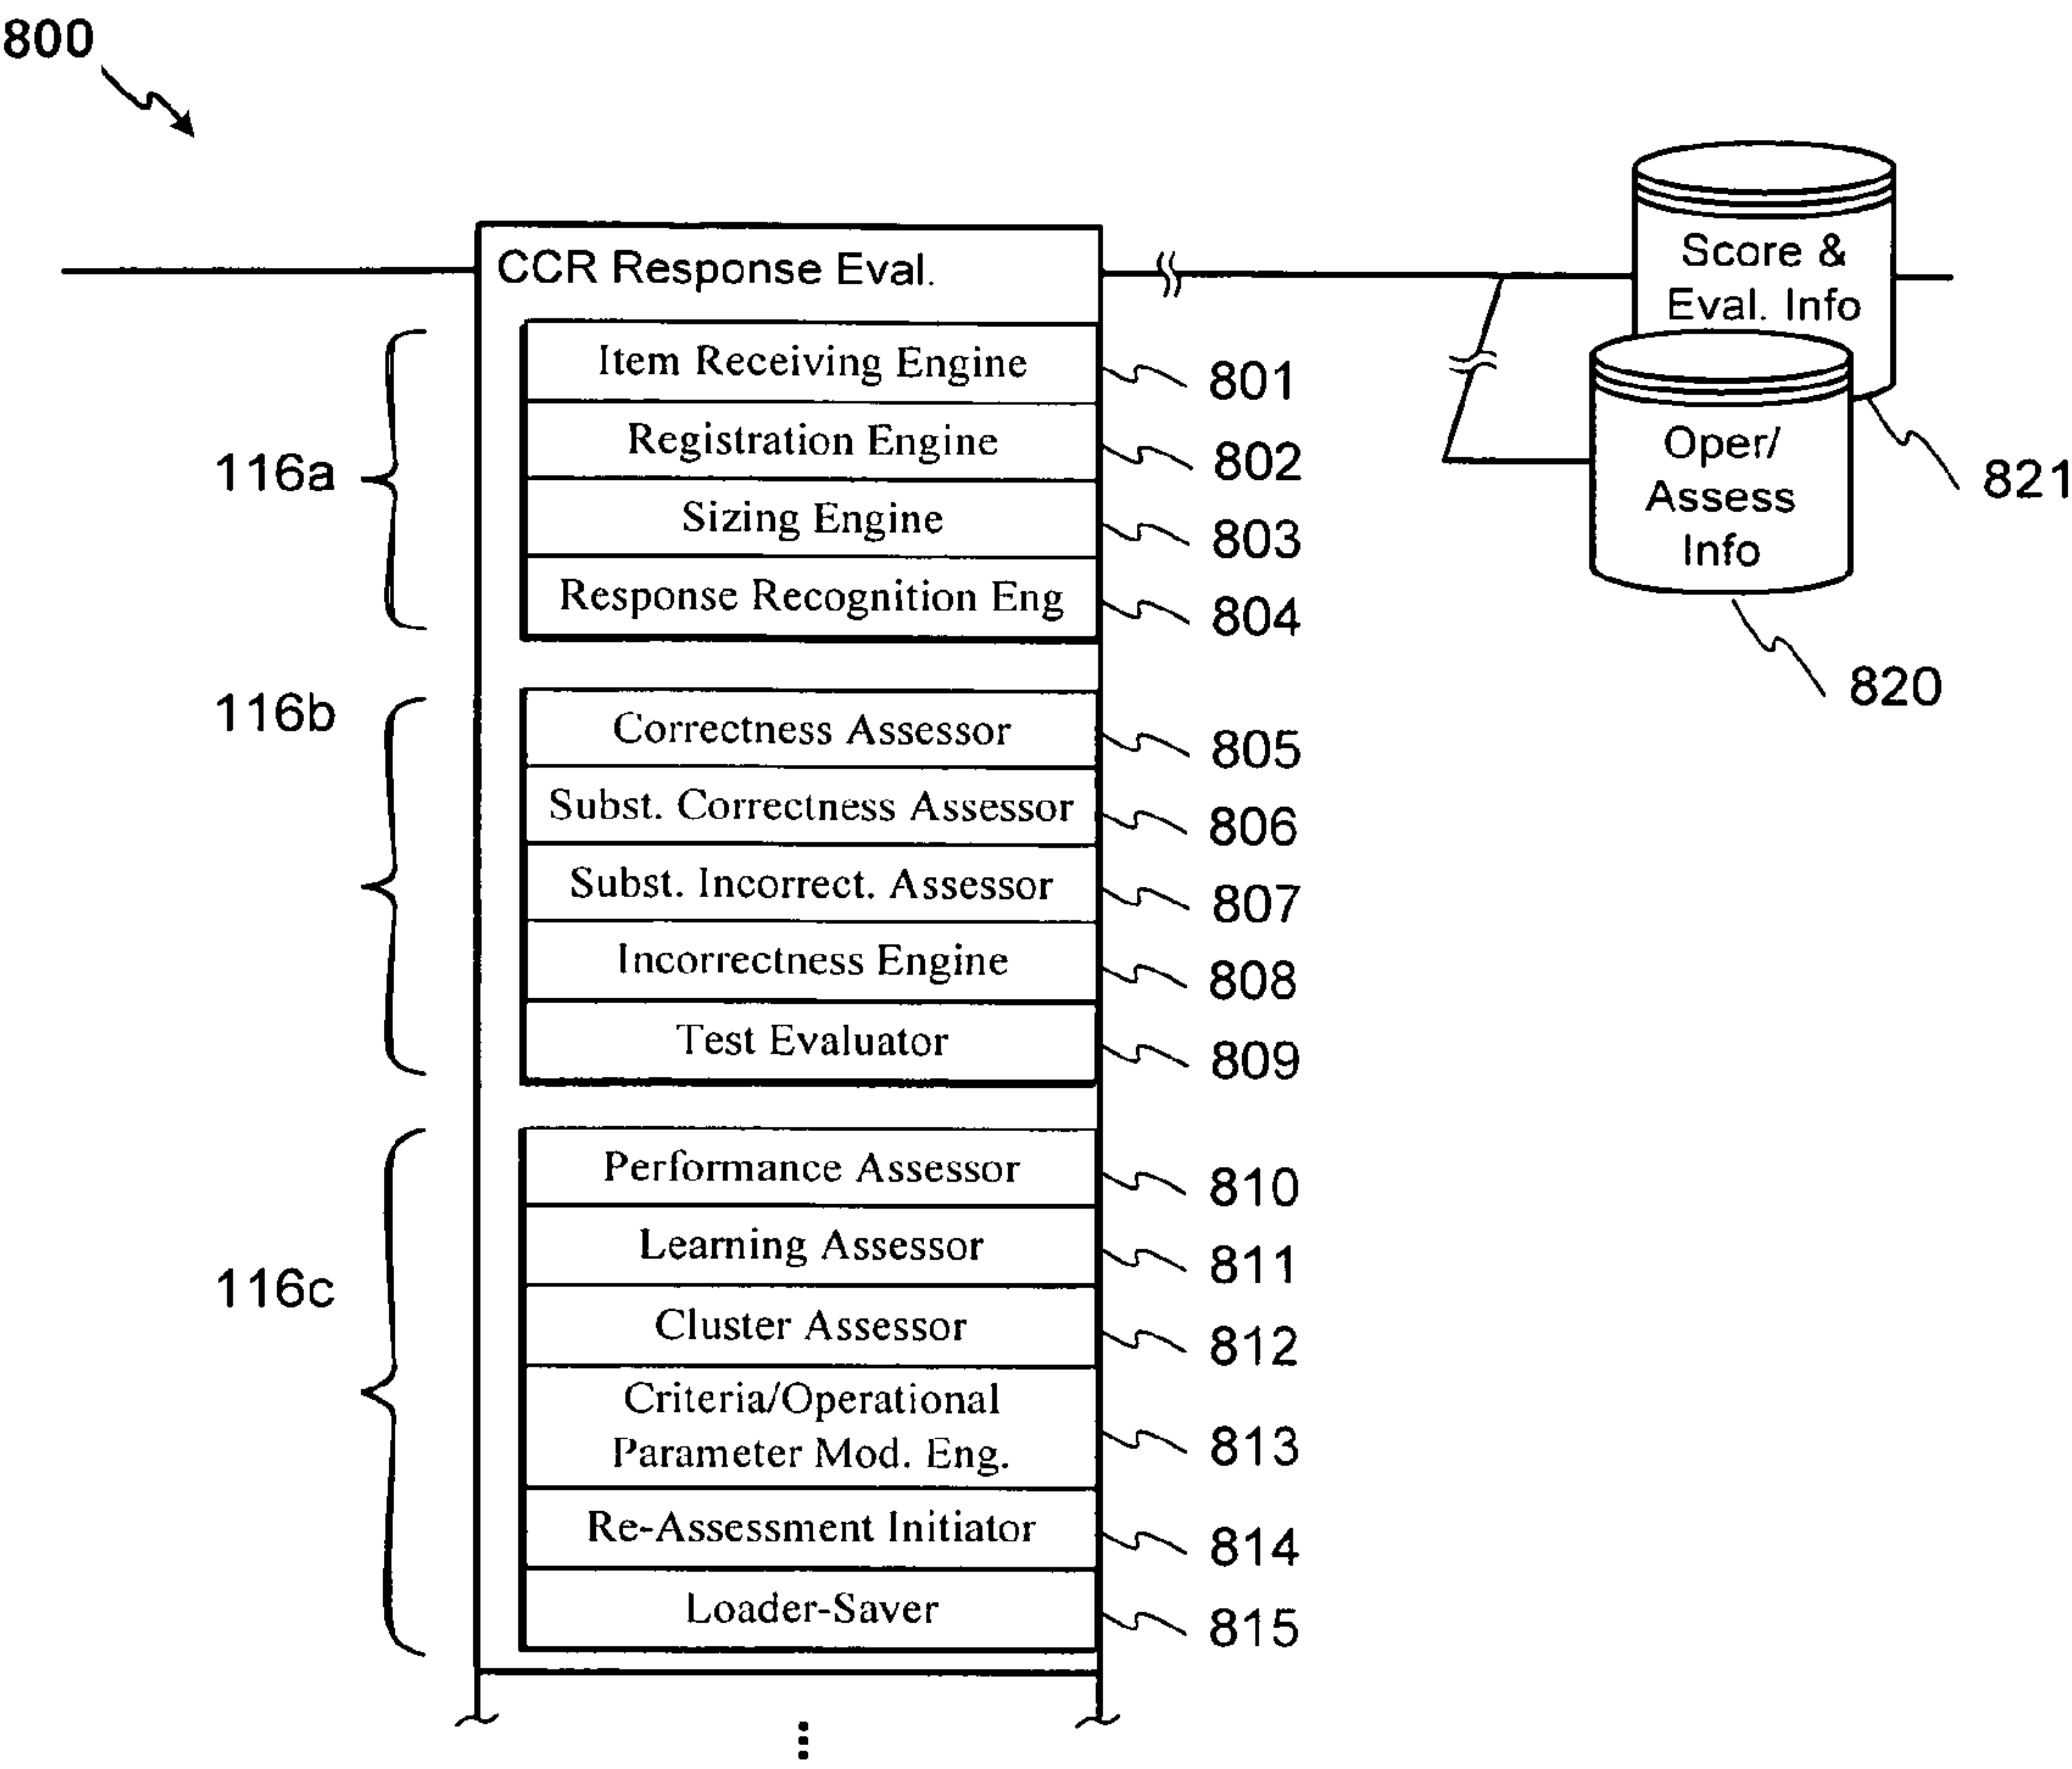 800
CCR Response Eval.
Score &
Eval. Info
Item Receiving Engine
801
Registration Engine
802
Sizing Engine
803
Response Recognition Eng
804
116a
Oper/
Assess
Info
821
820
116b
Correctness Assessor
805
Subst. Correctness Assessor
806
Subst. Incorrect. Assessor
807
Incorrectness Engine
808
Test Evaluator
809
116c
Performance Assessor
810
Learning Assessor
811
Cluster Assessor
812
Criteria/Operational
Parameter Mod. Eng.
813
Re-Assessment Initiator
814
Loader-Saver
815